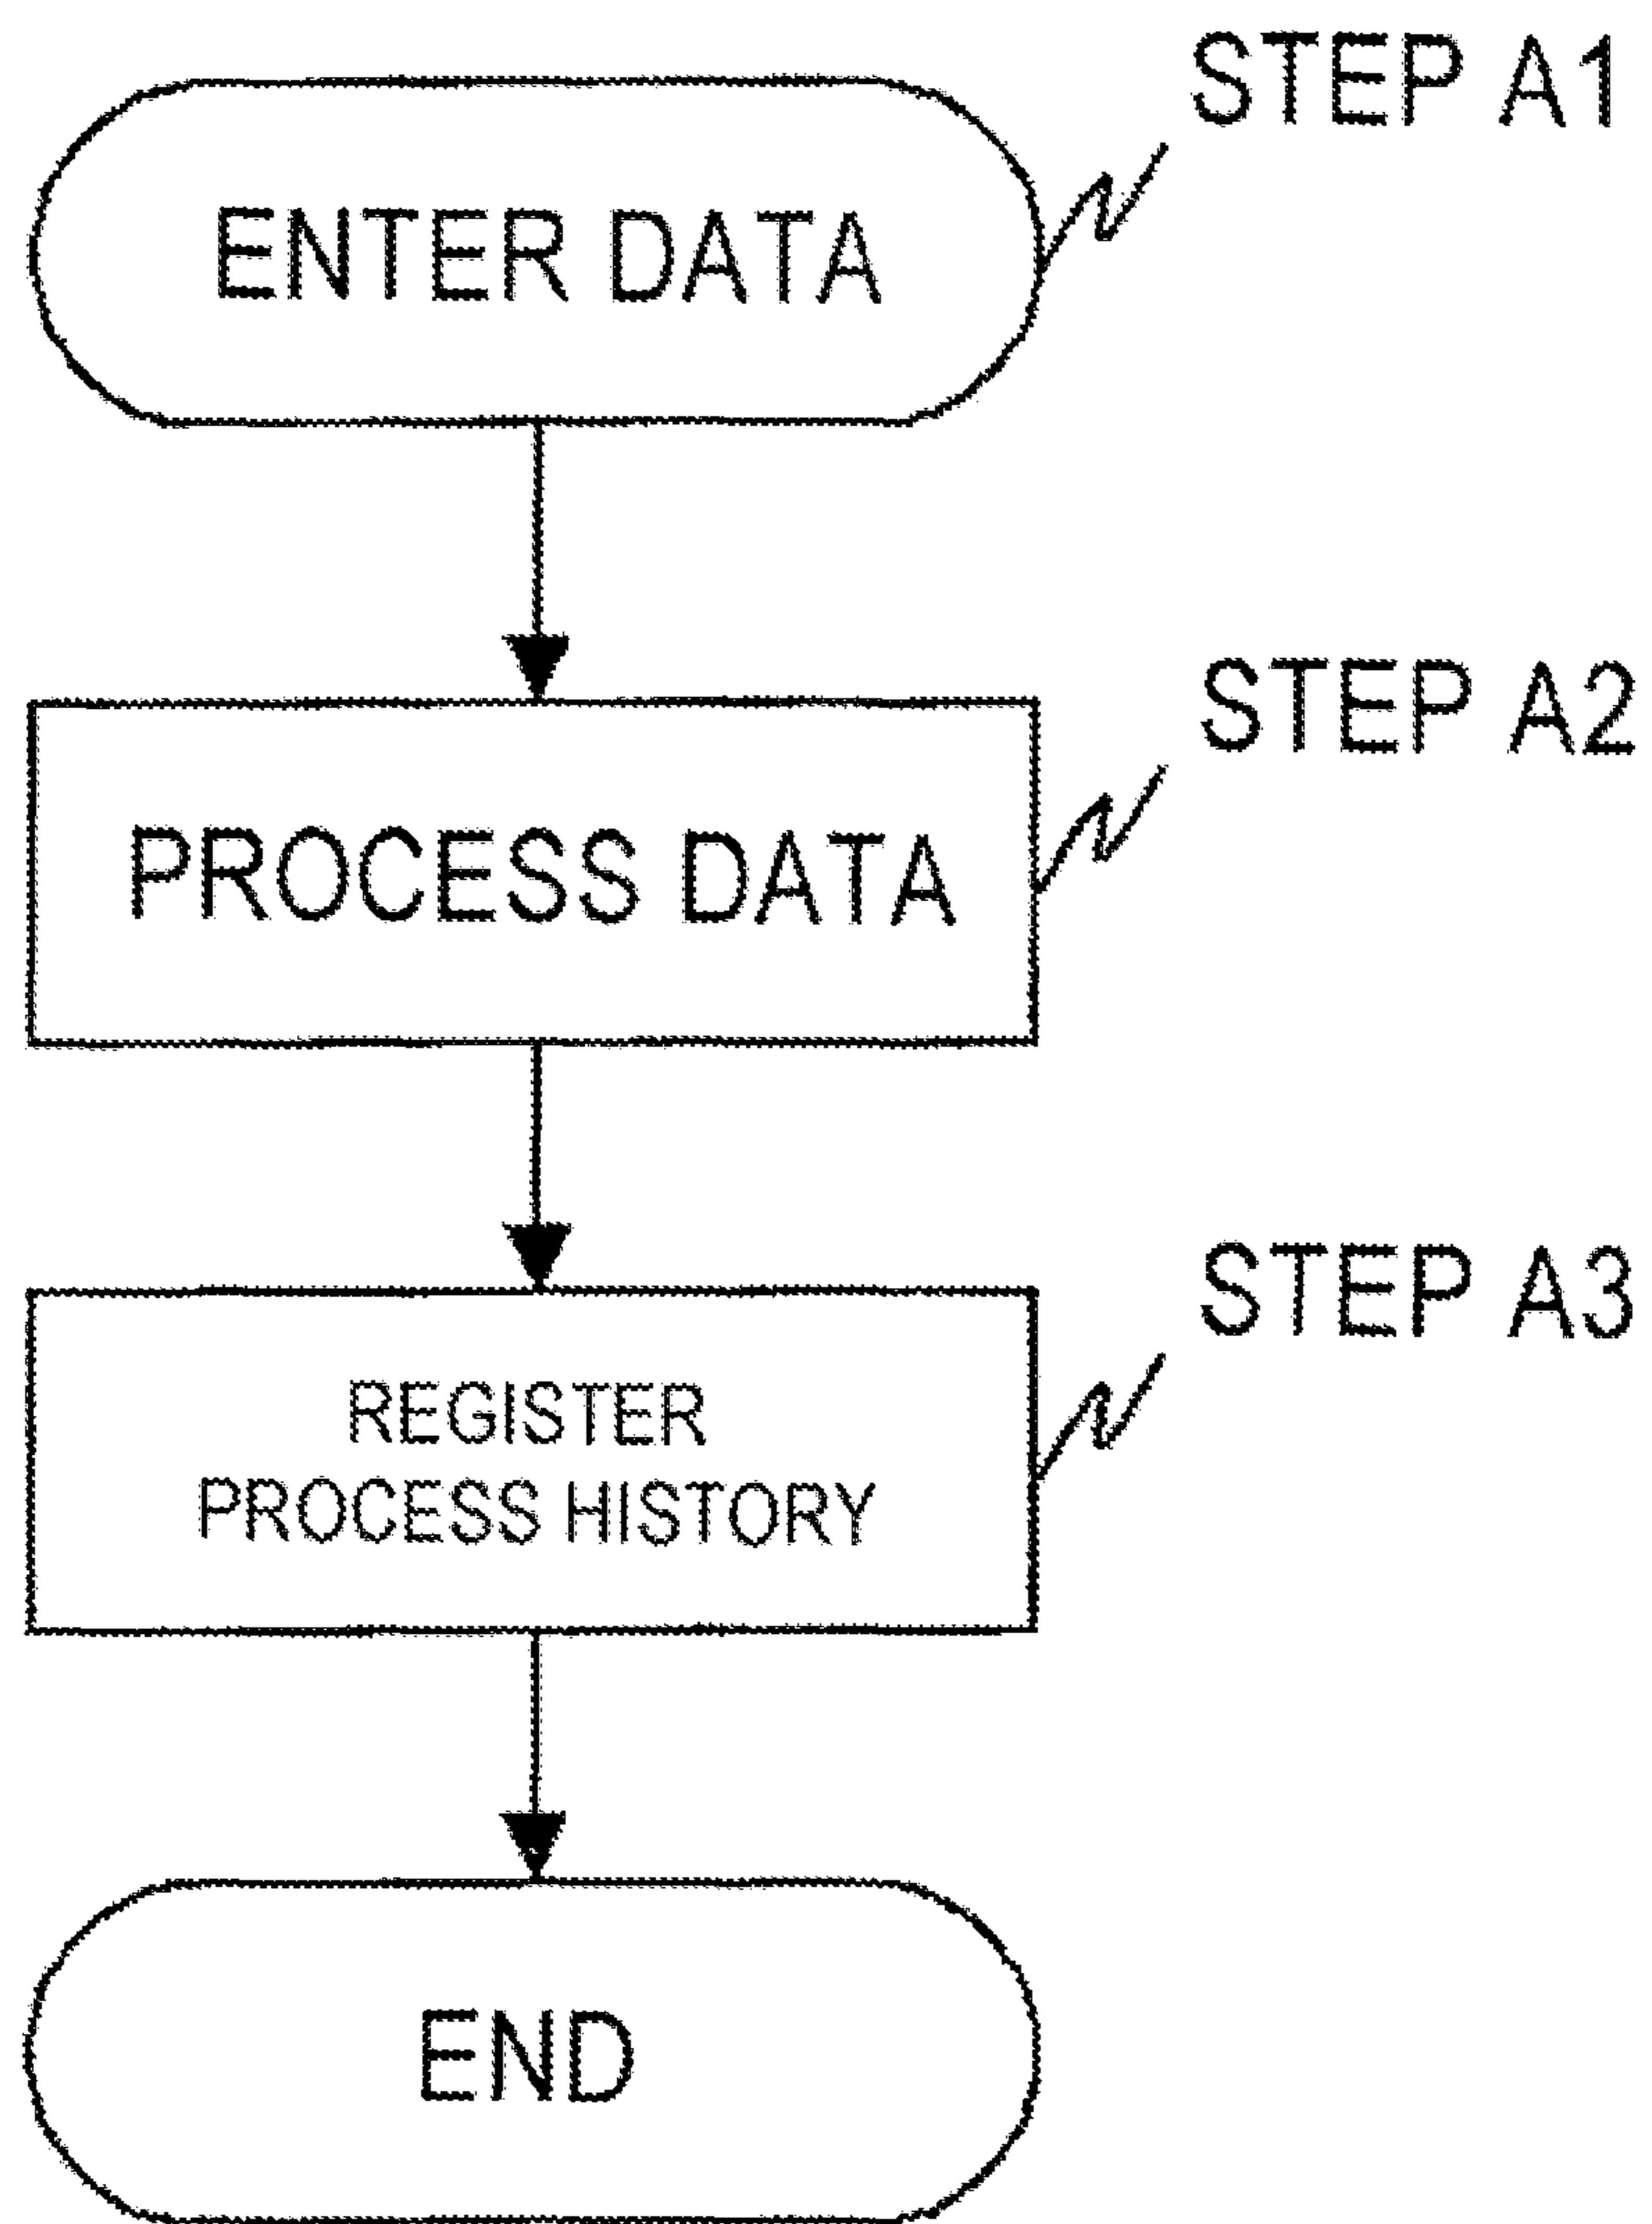 STEP A1
ENTER DATA
STEP A2
PROCESS DATA
STEP A3
REGISTER
PROCESS HISTORY
END